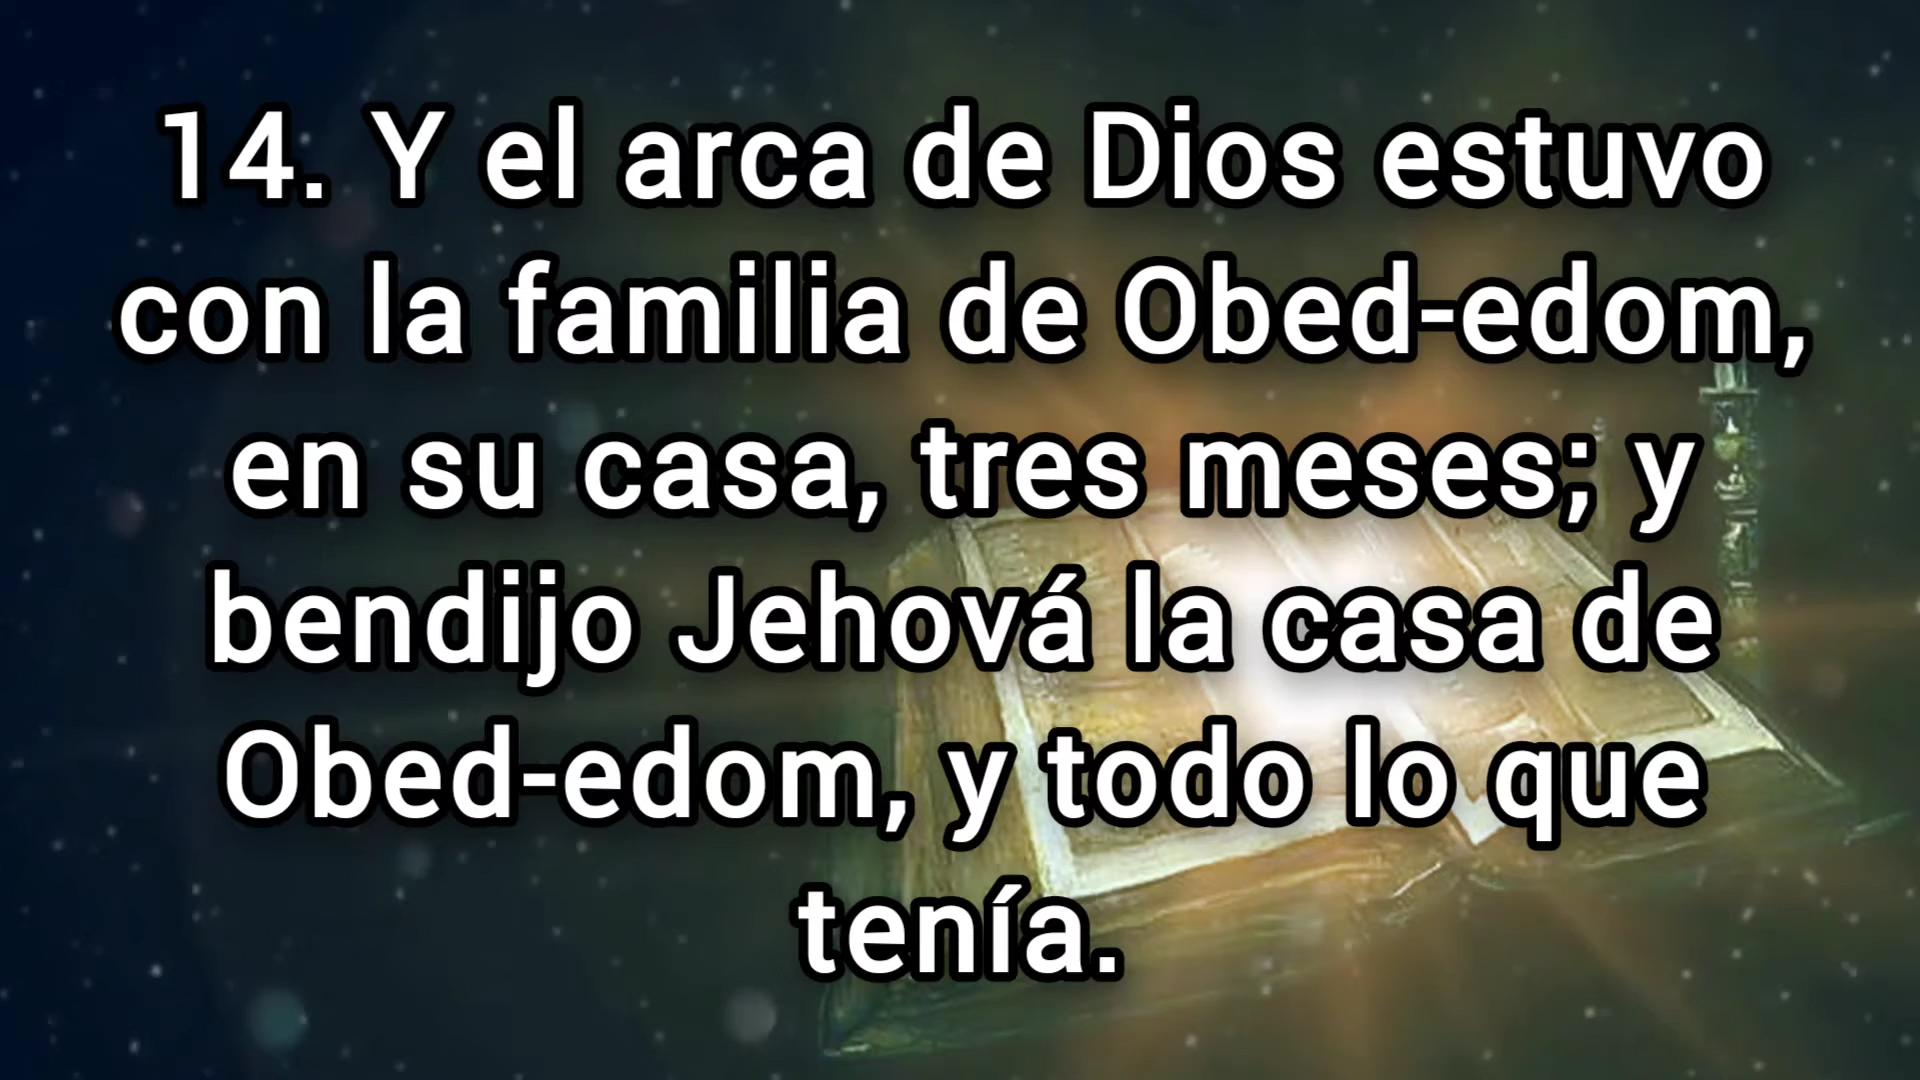 14. Y el arca de Dios estuvo
con la familia de Obed-edom,
en su casa, tres meses; y
bendijo Jehová la casa de
Obed-edom, y todo lo que
tenía.